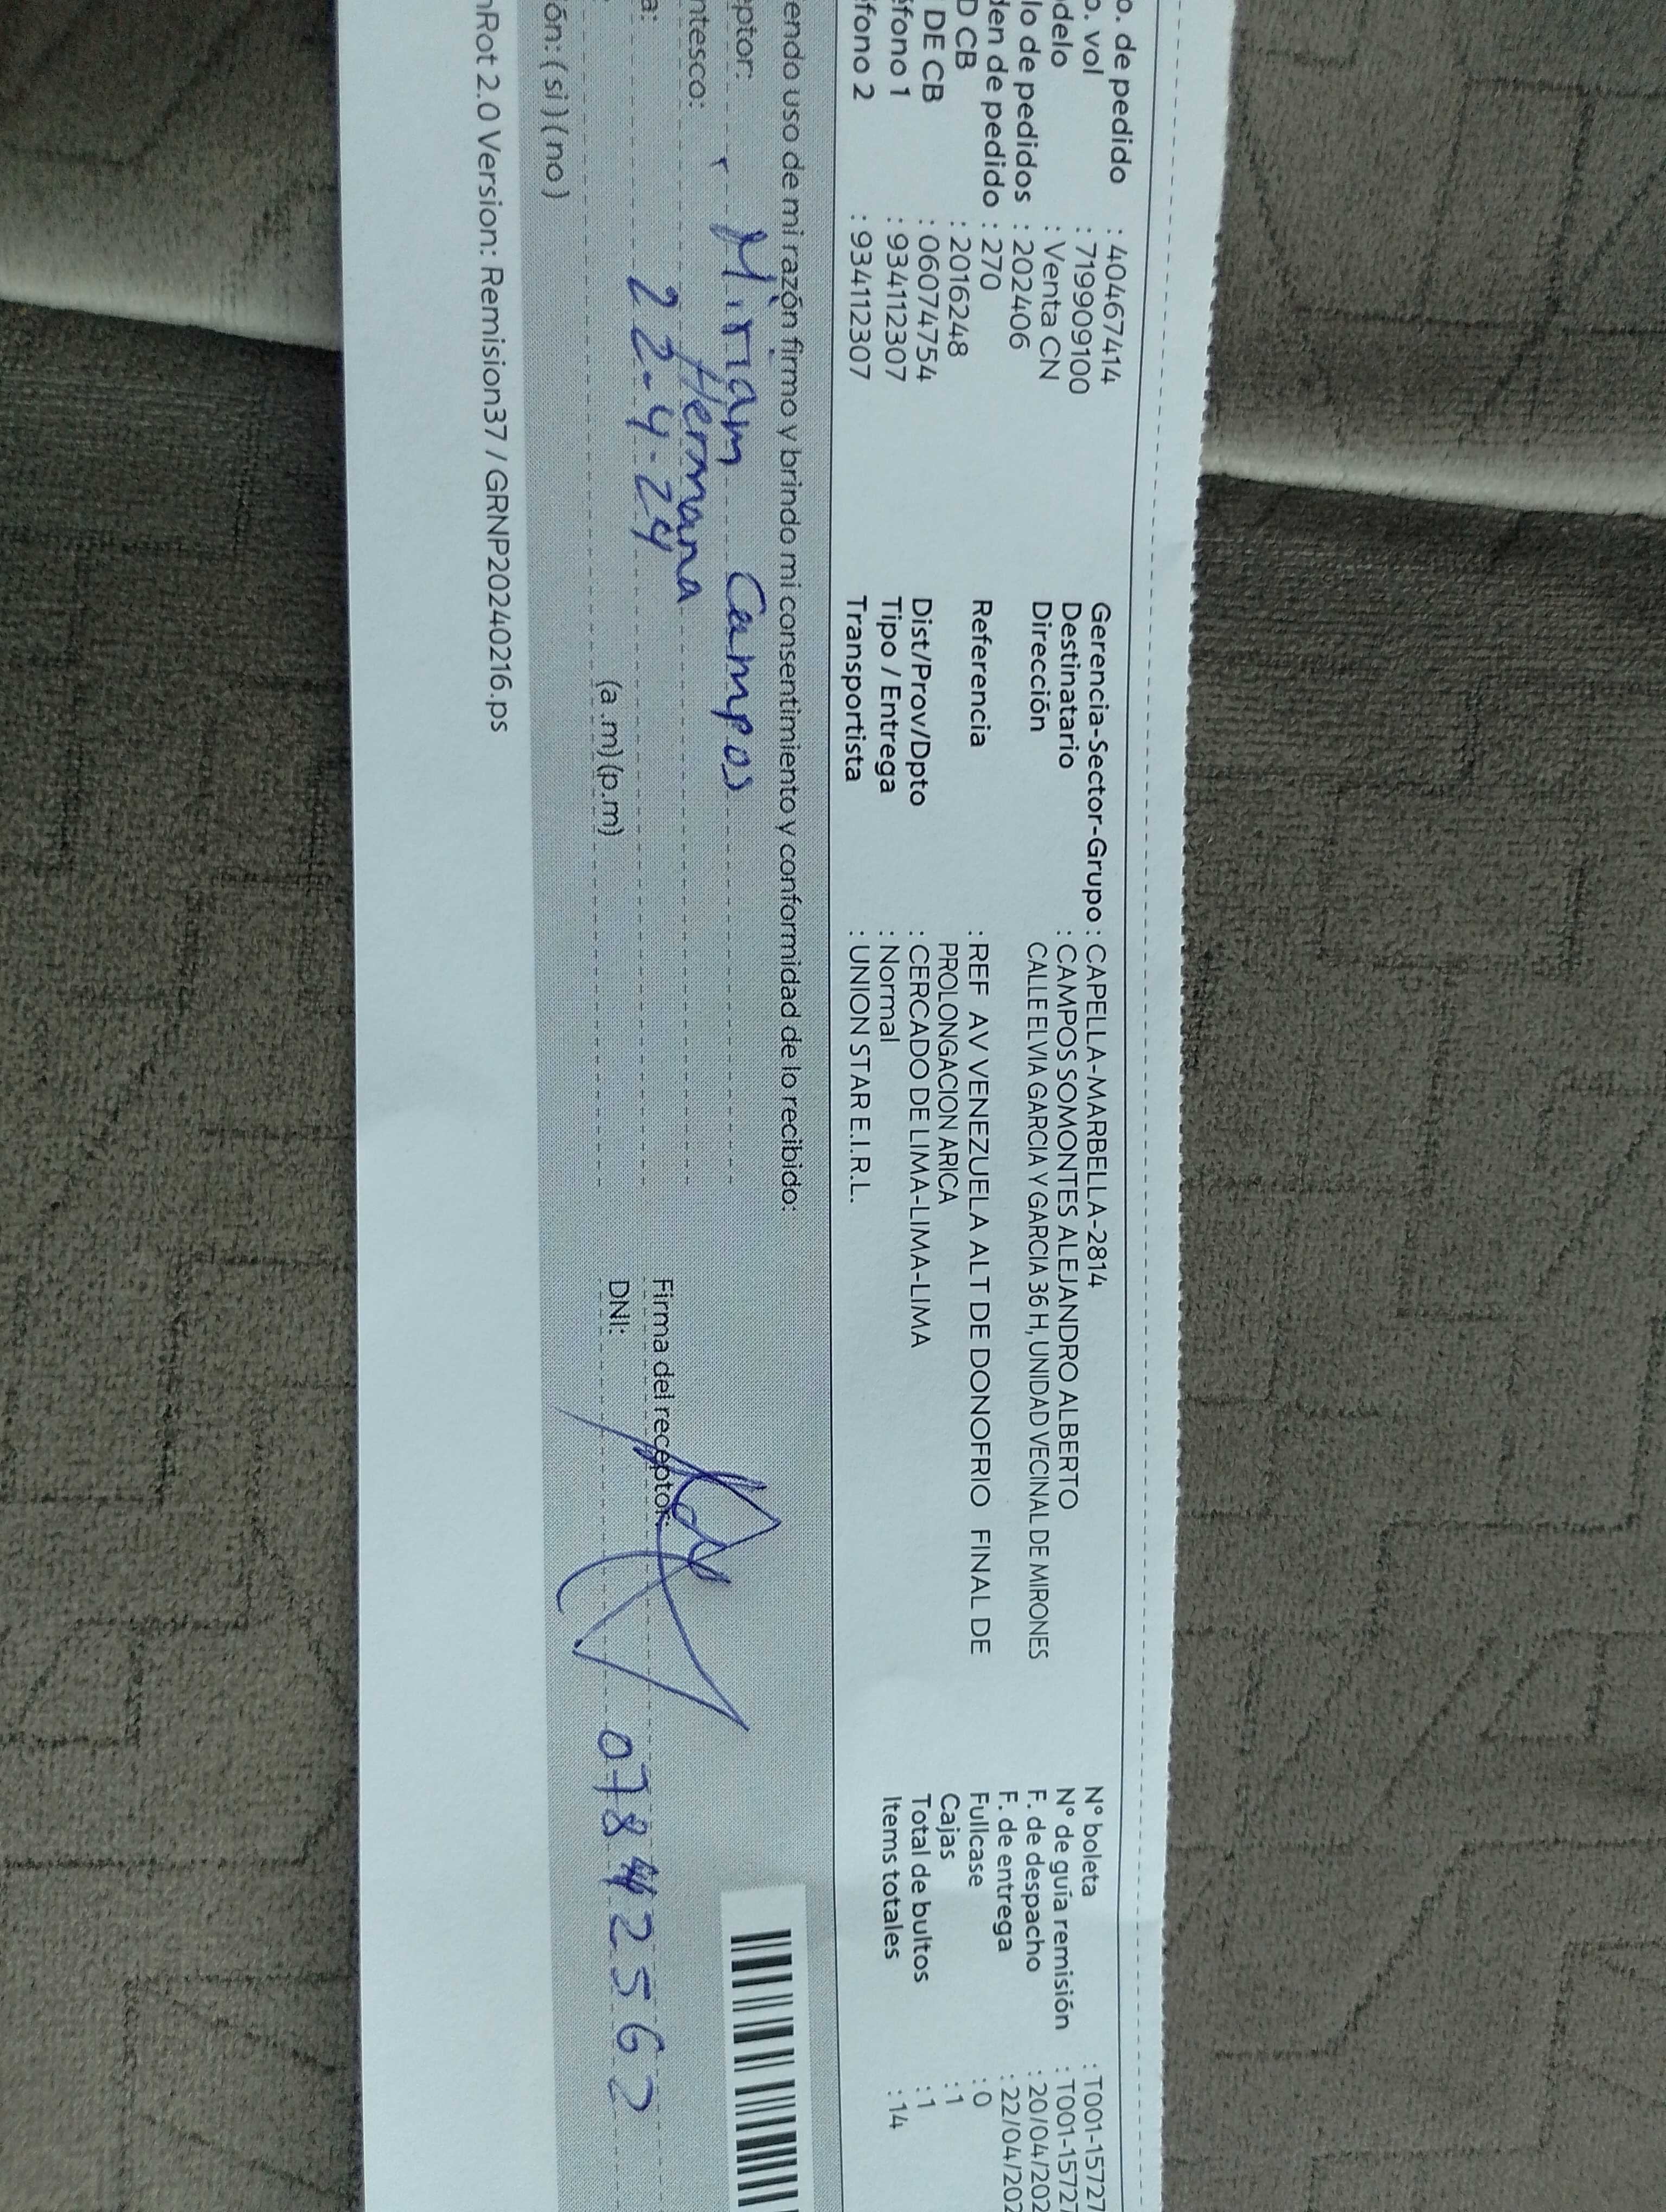 o. de pedido : 40467414
o. vol : 719909100
delo : Venta CN
lo de pedidos : 202406
den de pedido : 270
D CB : 2016248
DE CB : 06074754
éfono 1 : 934112307
éfono 2 : 934112307
Gerencia-Sector-Grupo : CAPELLA-MARBELLA-2814
Destinatario : CAMPOS SOMONTES ALEJANDRO ALBERTO
Dirección CALLE ELVIA GARCIA Y GARCIA 36 H, UNIDAD VECINAL DE MIRONES
Referencia : REF AV VENEZUELA ALT DE DONOFRIO FINAL DE
PROLONGACION ARICA
Dist/Prov/Dpto : CERCADO DE LIMA-LIMA-LIMA
Tipo / Entrega : Normal
Transportista : UNION STAR E.I.R.L.
N° boleta : T001-15727
N° de guía remisión : T001-15727
F. de despacho : 20/04/202
F. de entrega : 22/04/202
Fullcase : 0
Cajas : 1
Total de bultos : 1
Items totales : 14
endo uso de mi razón firmo y brindo mi consentimiento y conformidad de lo recibido:
eptor: Miriam Campos
ntesco: Hermana
a: 22-4-24
(a.m)(p.m)
ón: (si) (no)
Firma del receptor:
DNI: 07842562
nRot 2.0 Version: Remision37 / GRNP20240216.ps